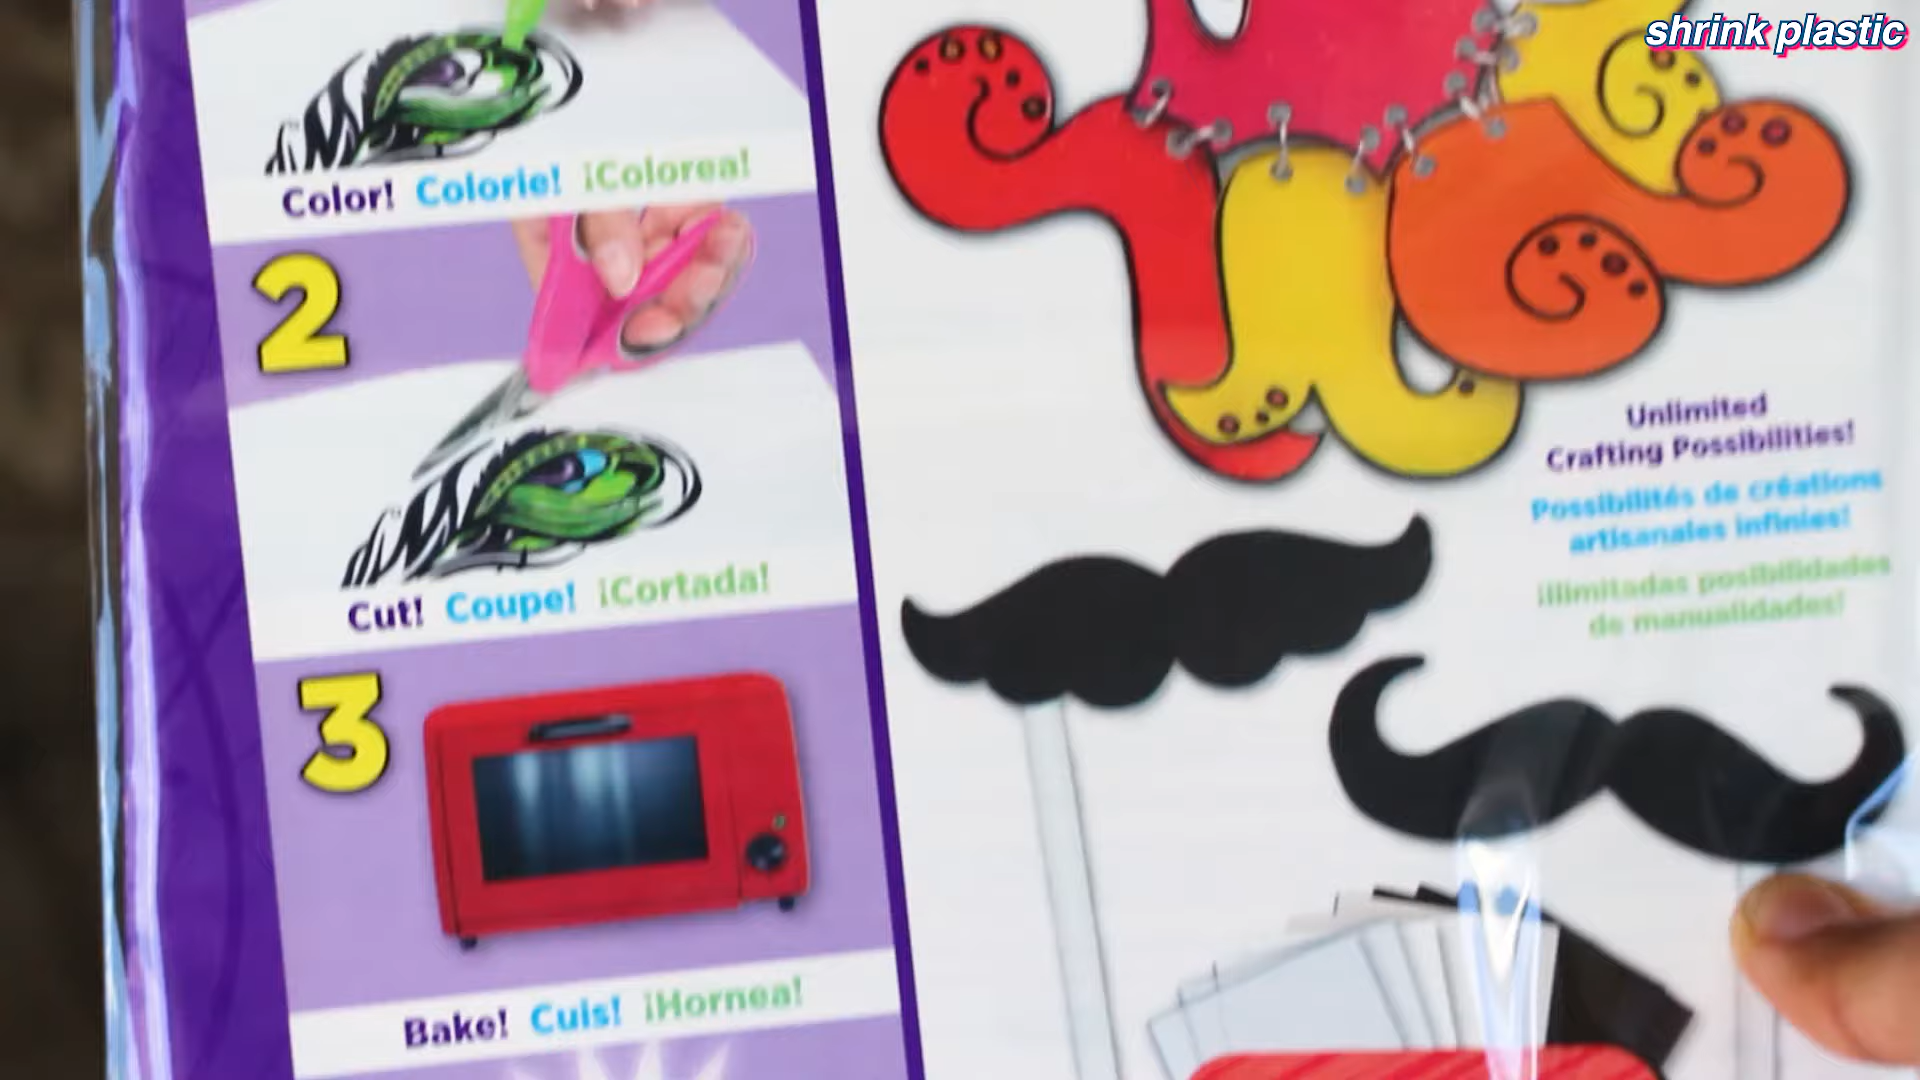 shrink plastic
Color! Colorie! ¡Colorea!
2
Cut! Coupe! ¡Cortada!
3
Bake! Cuis! ¡Hornea!
Unlimited
Crafting Possibilities!
Possibilités de créations
artisanales infinies!
¡Ilimitadas posibilidades
de manualidades!